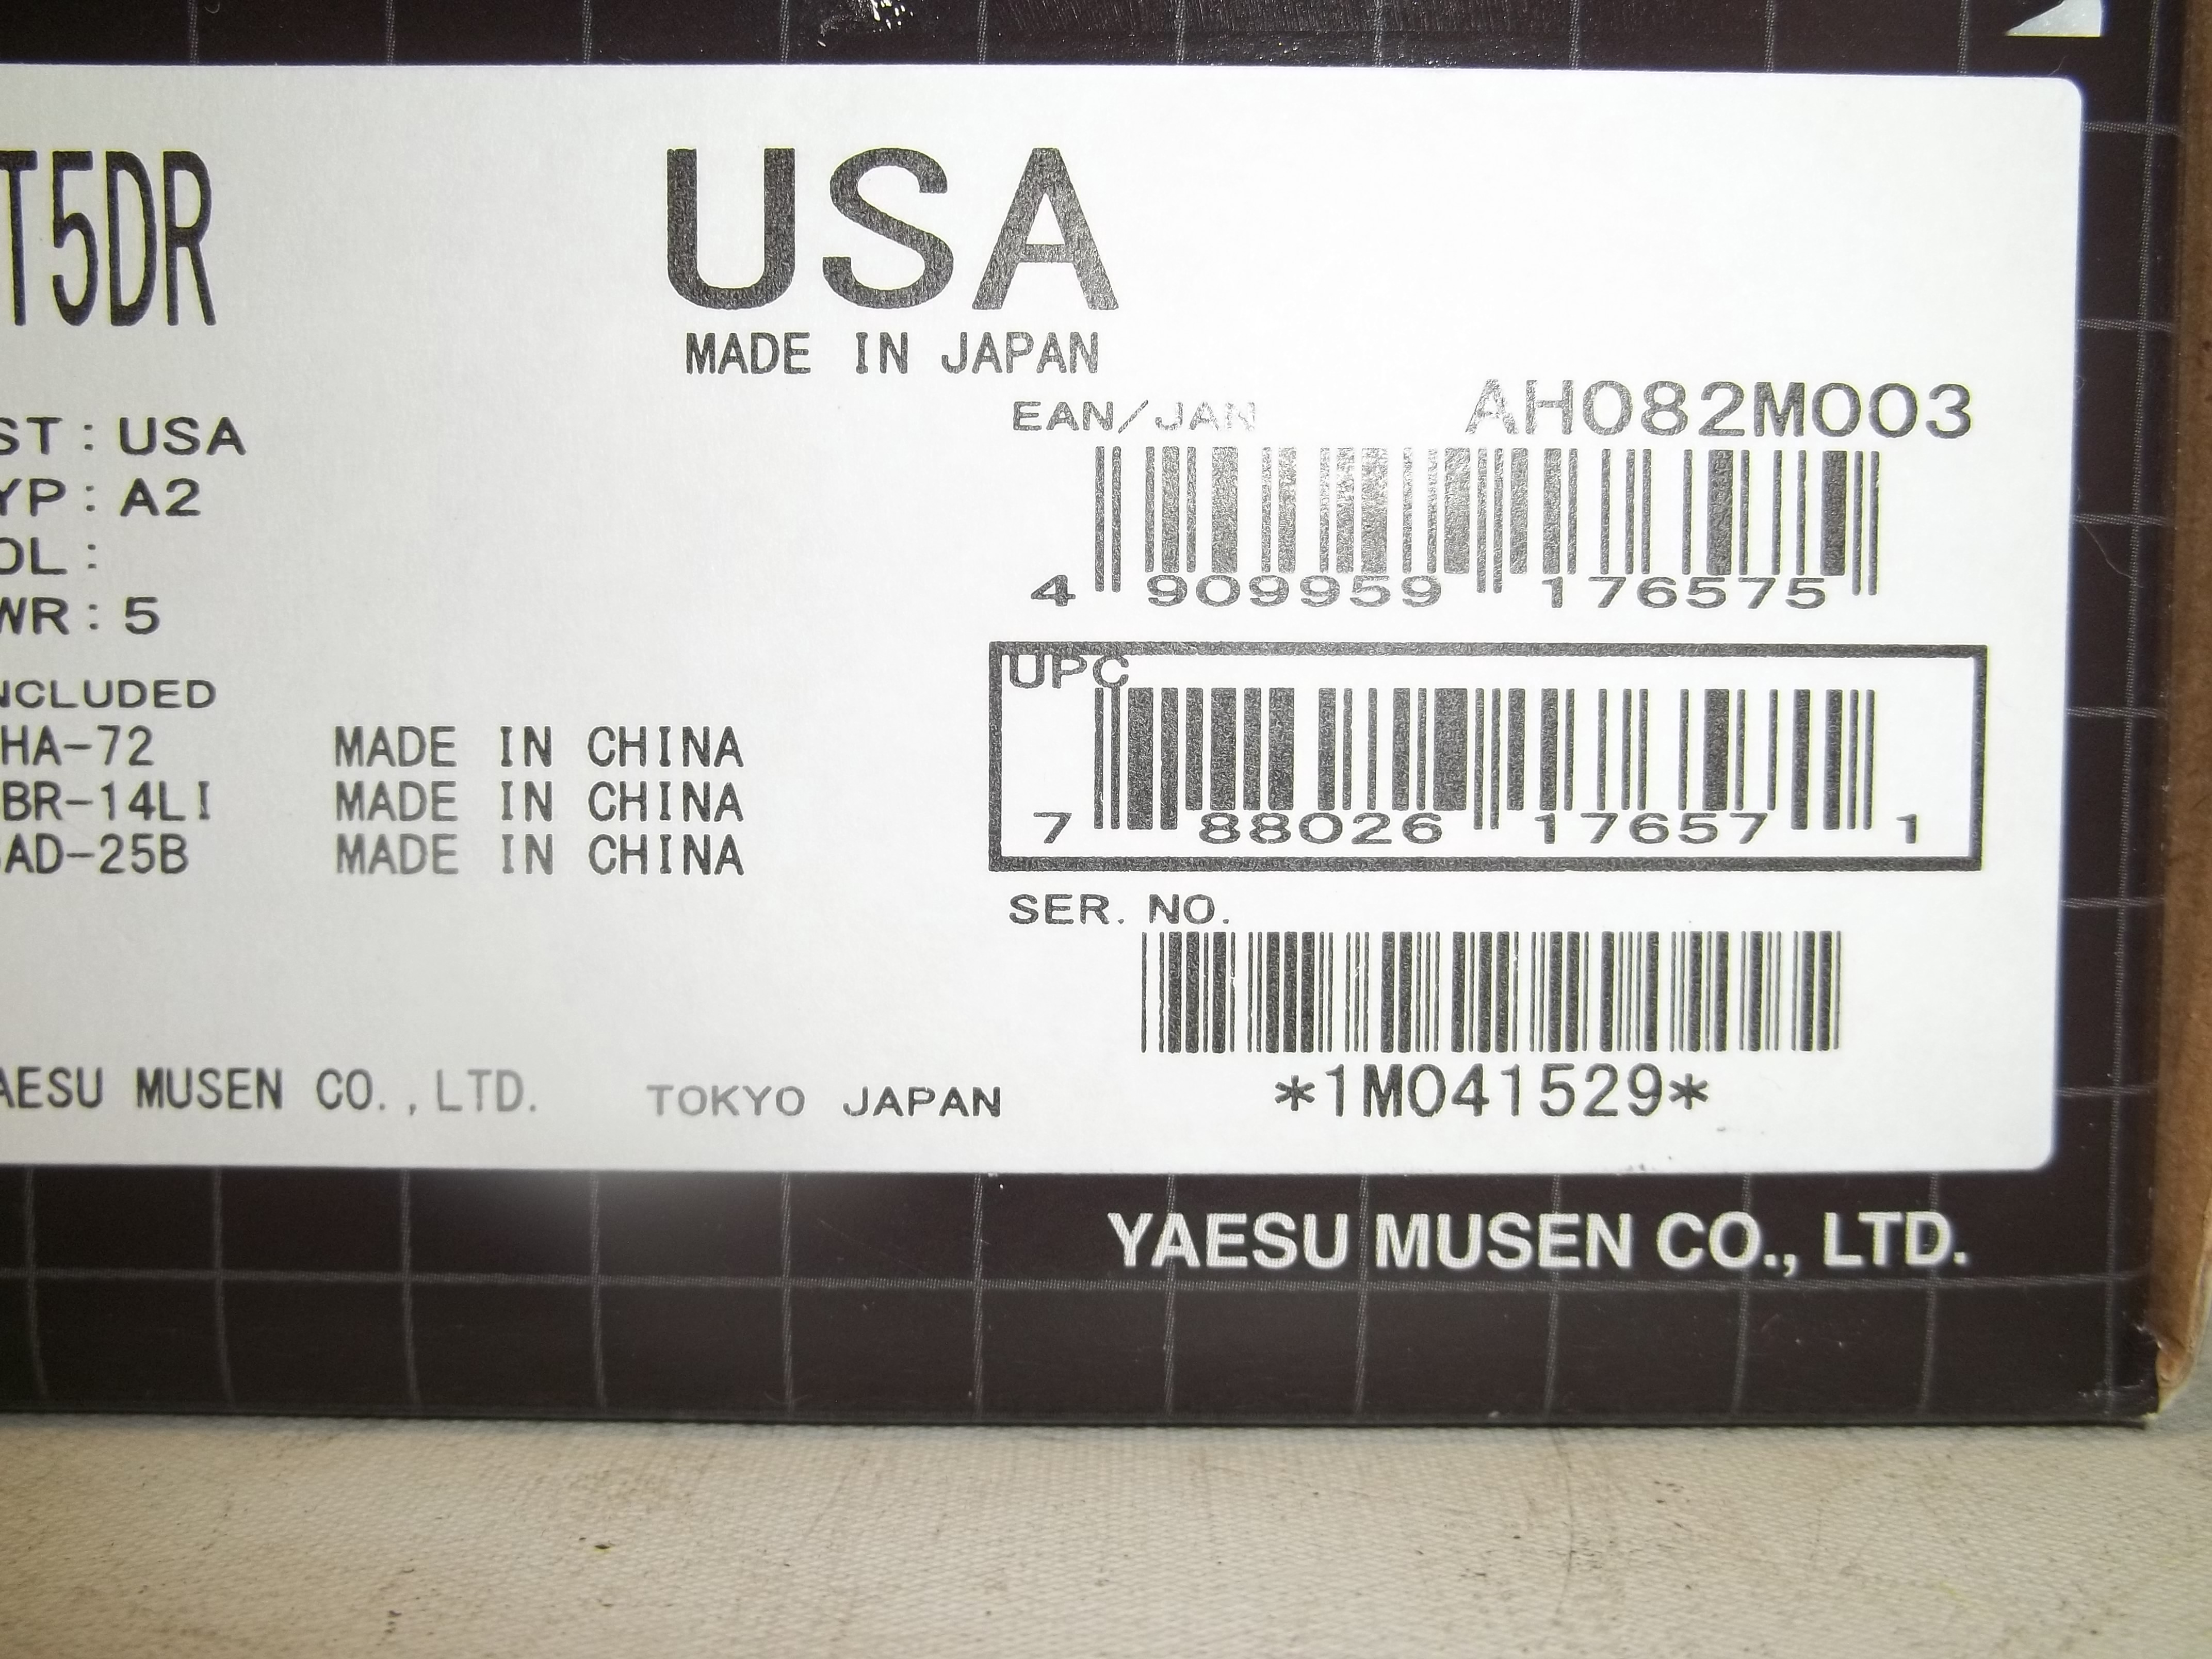 T5DR
USA
MADE IN JAPAN
EAN/JAN AH082M003
ST : USA
YP : A2
OL :
WR : 5
4 909959 176575
UPC
7 88026 17657 1
NCLUDED
HA-72 MADE IN CHINA
BR-14LI MADE IN CHINA
AD-25B MADE IN CHINA
SER. NO.
*1M041529*
AESU MUSEN CO.,LTD. TOKYO JAPAN
YAESU MUSEN CO., LTD.